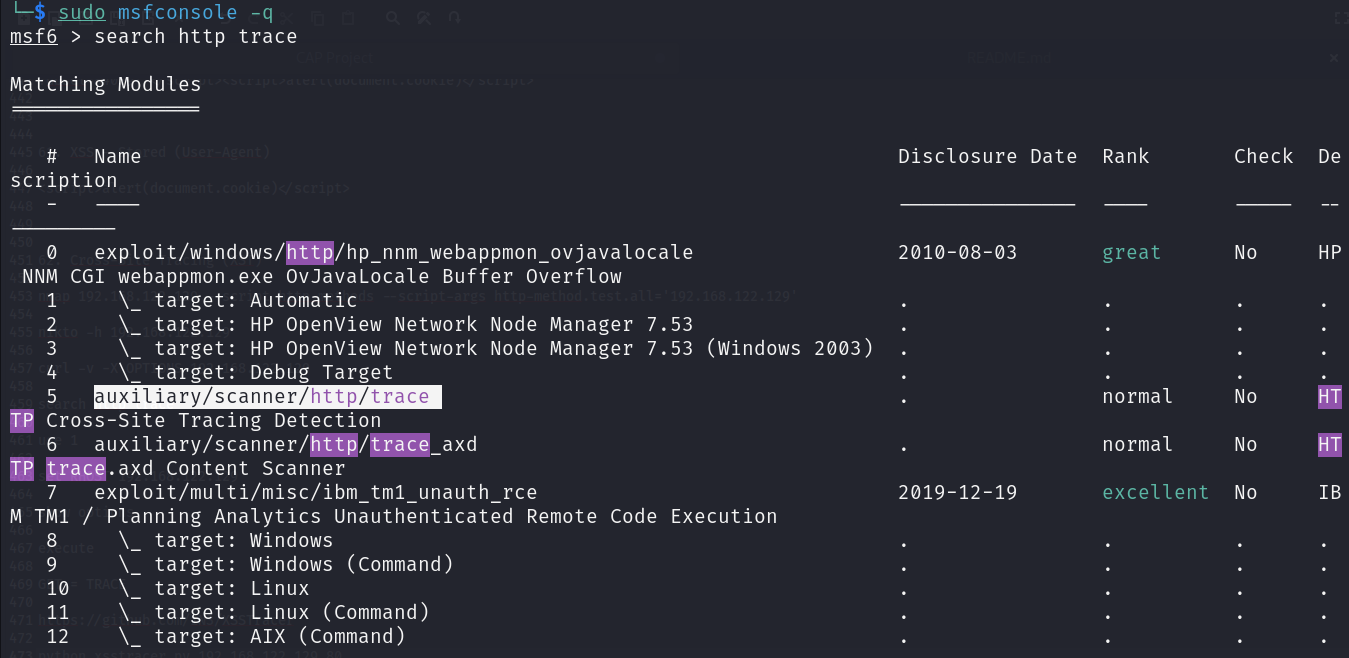 └─$ sudo msfconsole -q
msf6 > search http trace
Matching Modules
================
# Name Disclosure Date Rank Check De
scription
- ---- --------------- ---- ----- --
---------
0 exploit/windows/http/hp_nnm_webappmon_ovjavalocale 2010-08-03 great No HP
NNM CGI webappmon.exe OvJavaLocale Buffer Overflow
1 \_ target: Automatic . . . .
2 \_ target: HP OpenView Network Node Manager 7.53 . . . .
3 \_ target: HP OpenView Network Node Manager 7.53 (Windows 2003) . . . .
4 \_ target: Debug Target . . . .
5 auxiliary/scanner/http/trace . normal No HT
TP Cross-Site Tracing Detection
6 auxiliary/scanner/http/trace_axd . normal No HT
TP trace.axd Content Scanner
7 exploit/multi/misc/ibm_tm1_unauth_rce 2019-12-19 excellent No IB
M TM1 / Planning Analytics Unauthenticated Remote Code Execution
8 \_ target: Windows . . . .
9 \_ target: Windows (Command) . . . .
10 \_ target: Linux . . . .
11 \_ target: Linux (Command) . . . .
12 \_ target: AIX (Command) . . . .